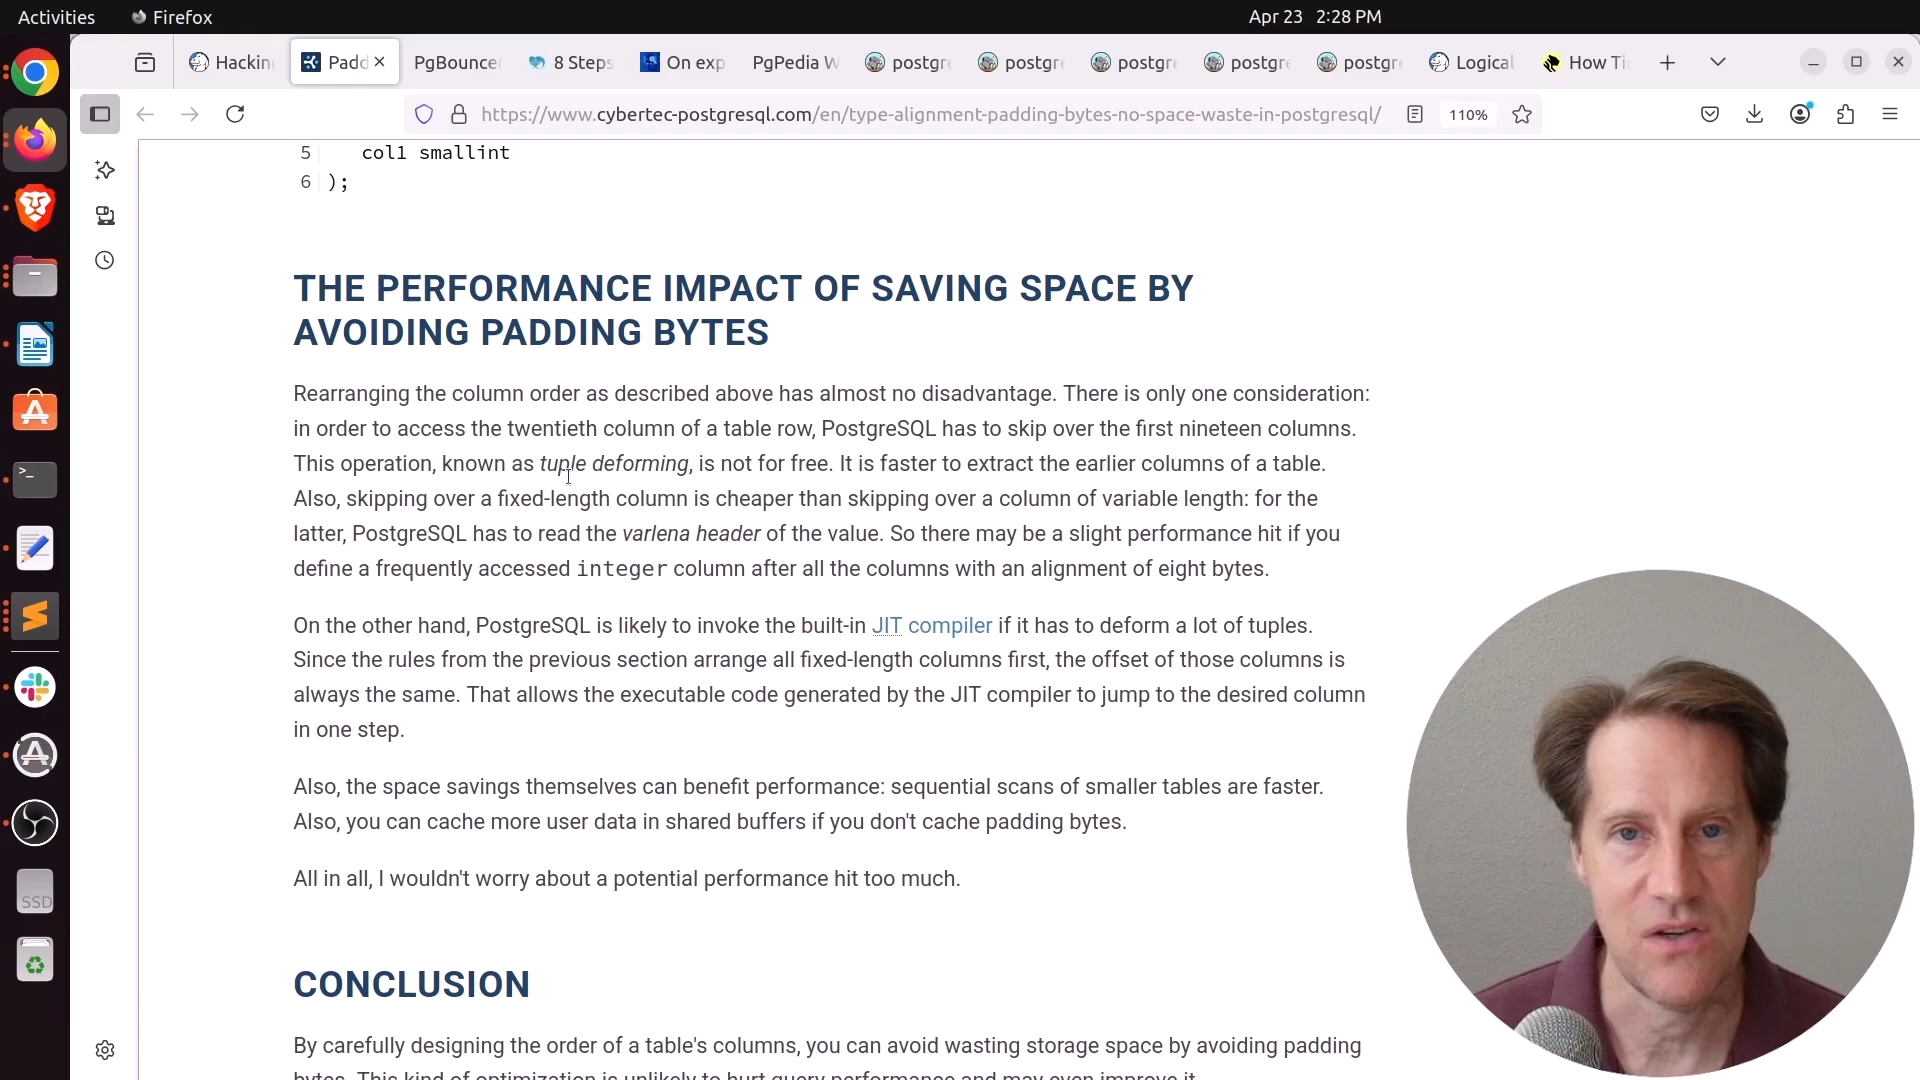 Activities
Firefox
Apr 23 2:28 PM
Hacking
Padd
PgBouncer
8 Steps
On exp
PgPedia W
postgre
postgre
postgre
postgre
postgre
Logical
How Ti
https://www.cybertec-postgresql.com/en/type-alignment-padding-bytes-no-space-waste-in-postgresql/
110%
5 col1 smallint
6 );
THE PERFORMANCE IMPACT OF SAVING SPACE BY
AVOIDING PADDING BYTES
Rearranging the column order as described above has almost no disadvantage. There is only one consideration:
in order to access the twentieth column of a table row, PostgreSQL has to skip over the first nineteen columns.
This operation, known as tuple deforming, is not for free. It is faster to extract the earlier columns of a table.
Also, skipping over a fixed-length column is cheaper than skipping over a column of variable length: for the
latter, PostgreSQL has to read the varlena header of the value. So there may be a slight performance hit if you
define a frequently accessed integer column after all the columns with an alignment of eight bytes.
On the other hand, PostgreSQL is likely to invoke the built-in JIT compiler if it has to deform a lot of tuples.
Since the rules from the previous section arrange all fixed-length columns first, the offset of those columns is
always the same. That allows the executable code generated by the JIT compiler to jump to the desired column
in one step.
Also, the space savings themselves can benefit performance: sequential scans of smaller tables are faster.
Also, you can cache more user data in shared buffers if you don't cache padding bytes.
All in all, I wouldn't worry about a potential performance hit too much.
SSD
CONCLUSION
By carefully designing the order of a table's columns, you can avoid wasting storage space by avoiding padding
bytes. This kind of optimization is unlikely to hurt query performance and may even improve it.